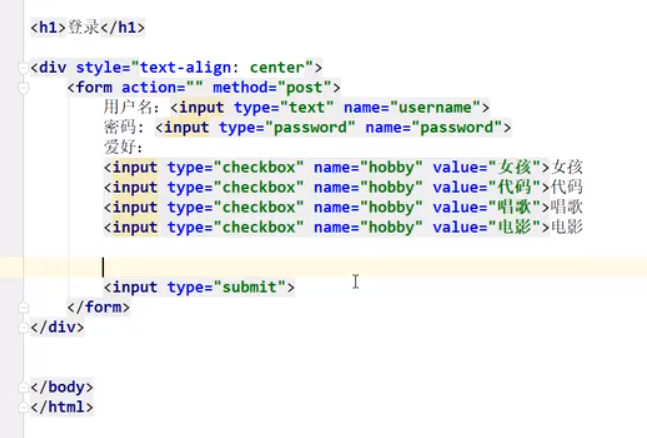 <h1>登录</h1>
<div style="text-align: center">
<form action="" method="post">
用户名：<input type="text" name="username">
密码：<input type="password" name="password">
爱好：
<input type="checkbox" name="hobby" value="女孩">女孩
<input type="checkbox" name="hobby" value="代码">代码
<input type="checkbox" name="hobby" value="唱歌">唱歌
<input type="checkbox" name="hobby" value="电影">电影
<input type="submit">
</form>
</div>
</body>
</html>